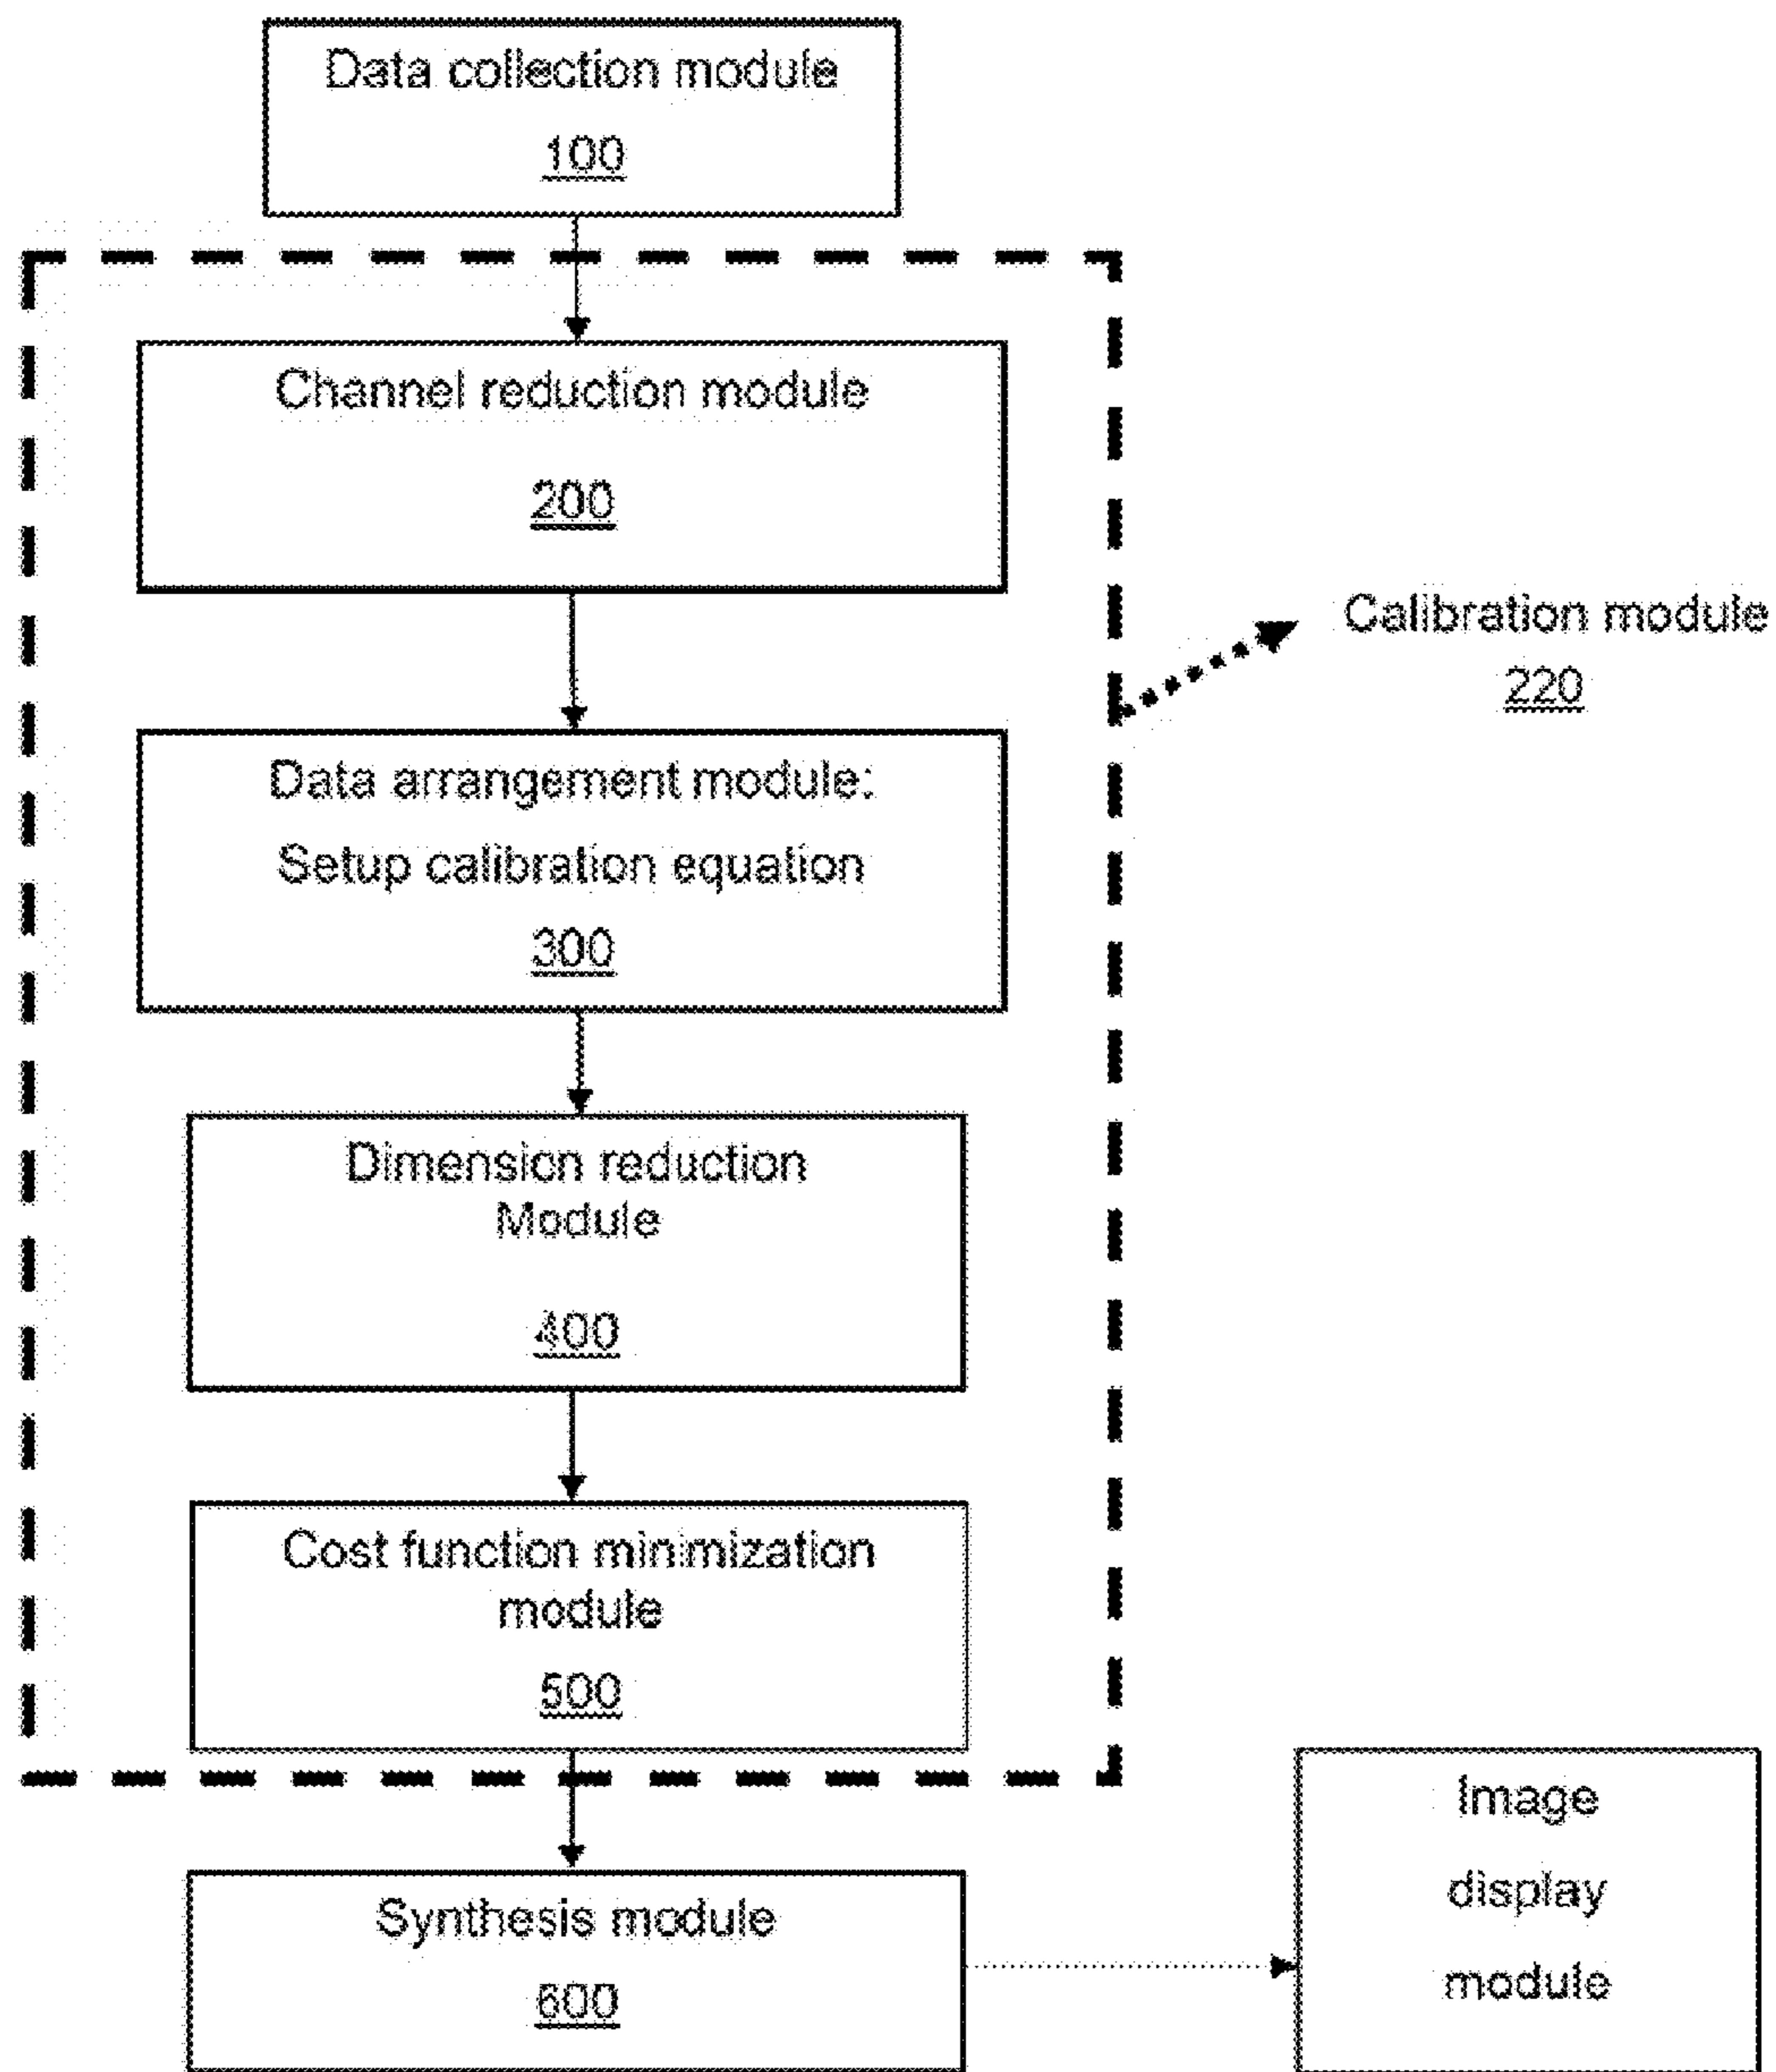 Data collection module
100
Channel reduction module
200
Calibration module
220
Data arrangement module:
Setup calibration equation
300
Dimension reduction
Module
400
Cost function minimization
module
500
Synthesis module
600
Image
display
module